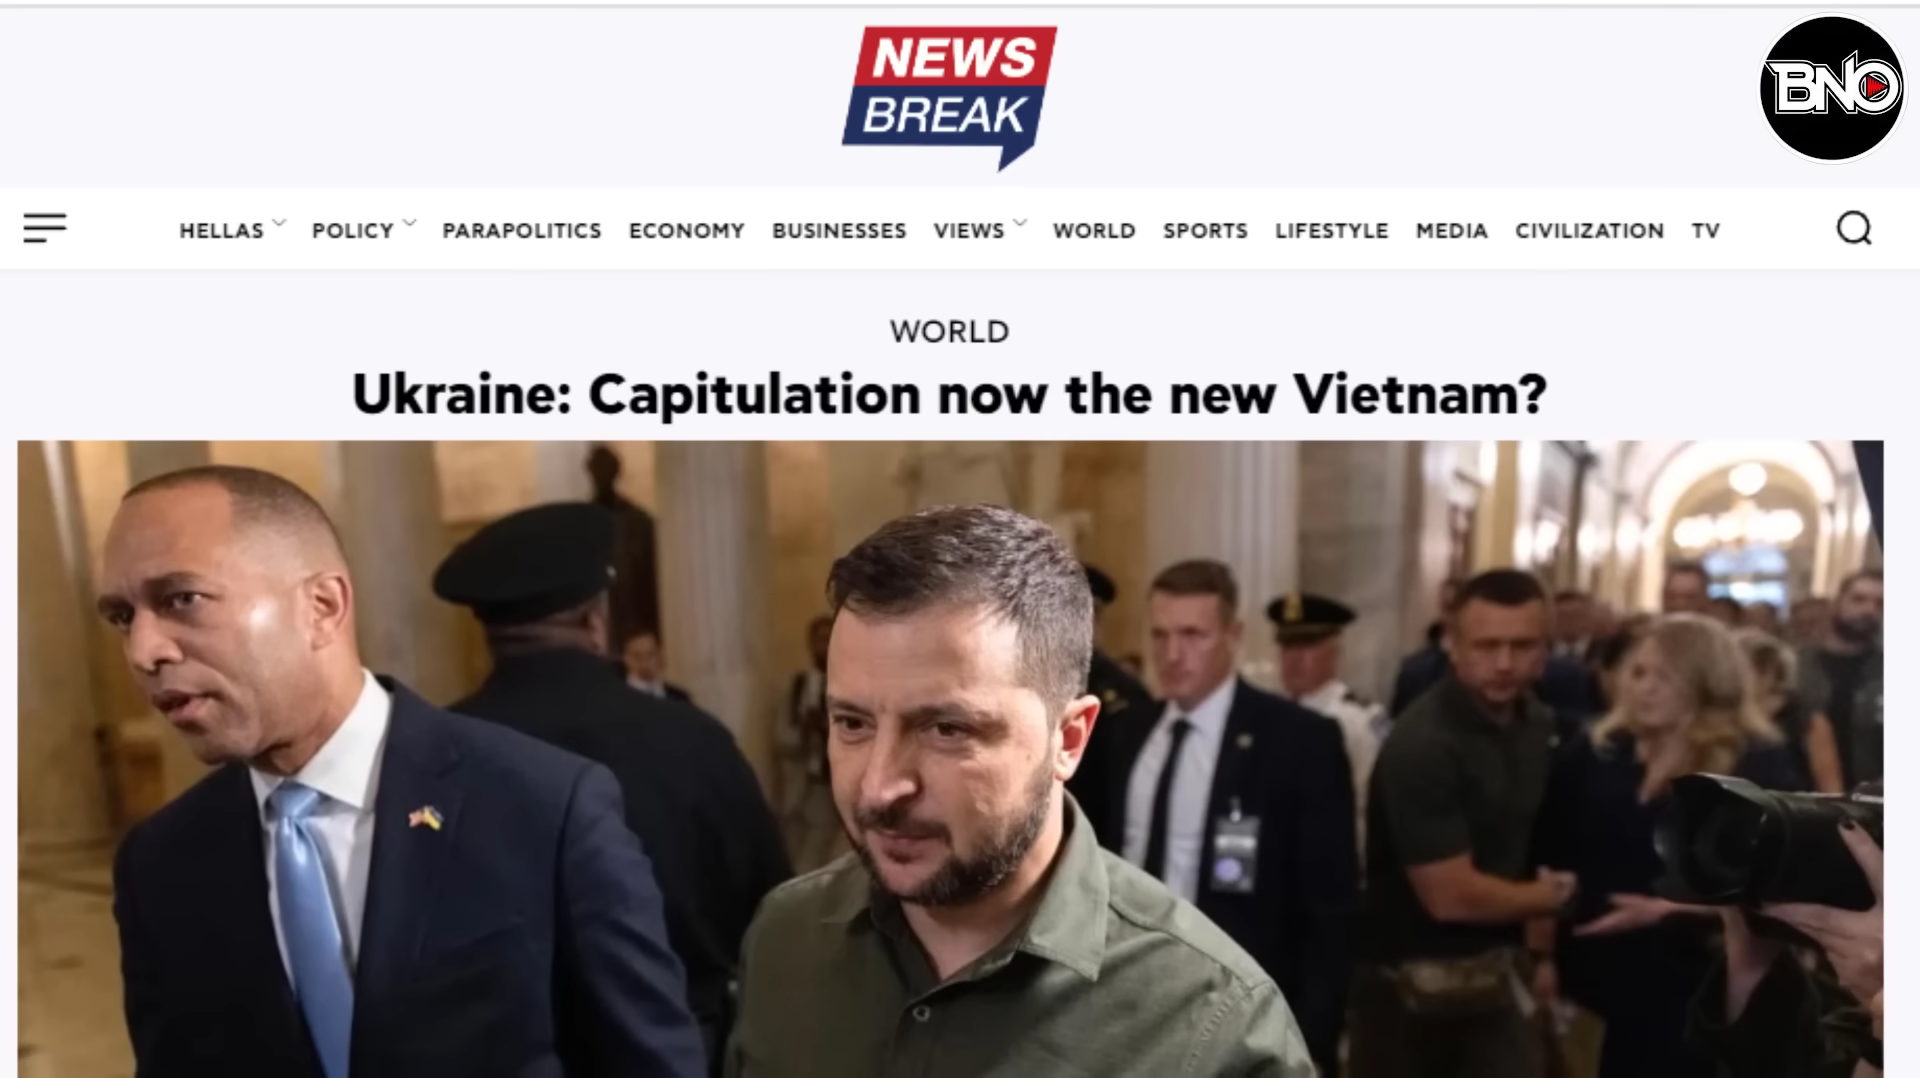 NEWS
BREAK
BNO
HELLAS POLICY PARAPOLITICS ECONOMY BUSINESSES VIEWS WORLD SPORTS LIFESTYLE MEDIA CIVILIZATION TV
WORLD
Ukraine: Capitulation now the new Vietnam?